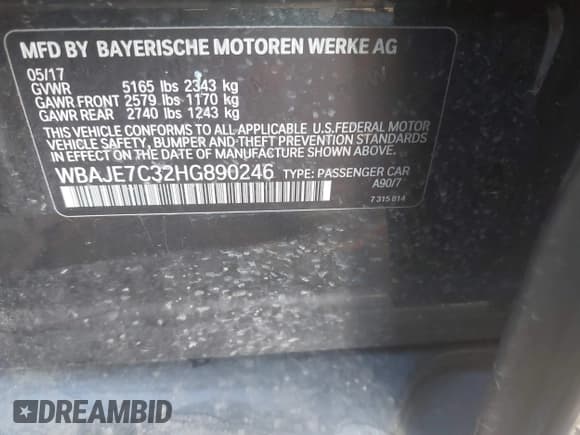 MFD BY BAYERISCHE MOTOREN WERKE AG
05/17
GVWR 5165 lbs 2343 kg
GAWR FRONT 2579 lbs 1170 kg
GAWR REAR 2740 lbs 1243 kg
THIS VEHICLE CONFORMS TO ALL APPLICABLE U.S.FEDERAL MOTOR
VEHICLE SAFETY, BUMPER AND THEFT PREVENTION STANDARDS
IN EFFECT ON THE DATE OF MANUFACTURE SHOWN ABOVE.
WBAJE7C32HG890246 TYPE: PASSENGER CAR
A90/7
7 315 814
DREAMBID